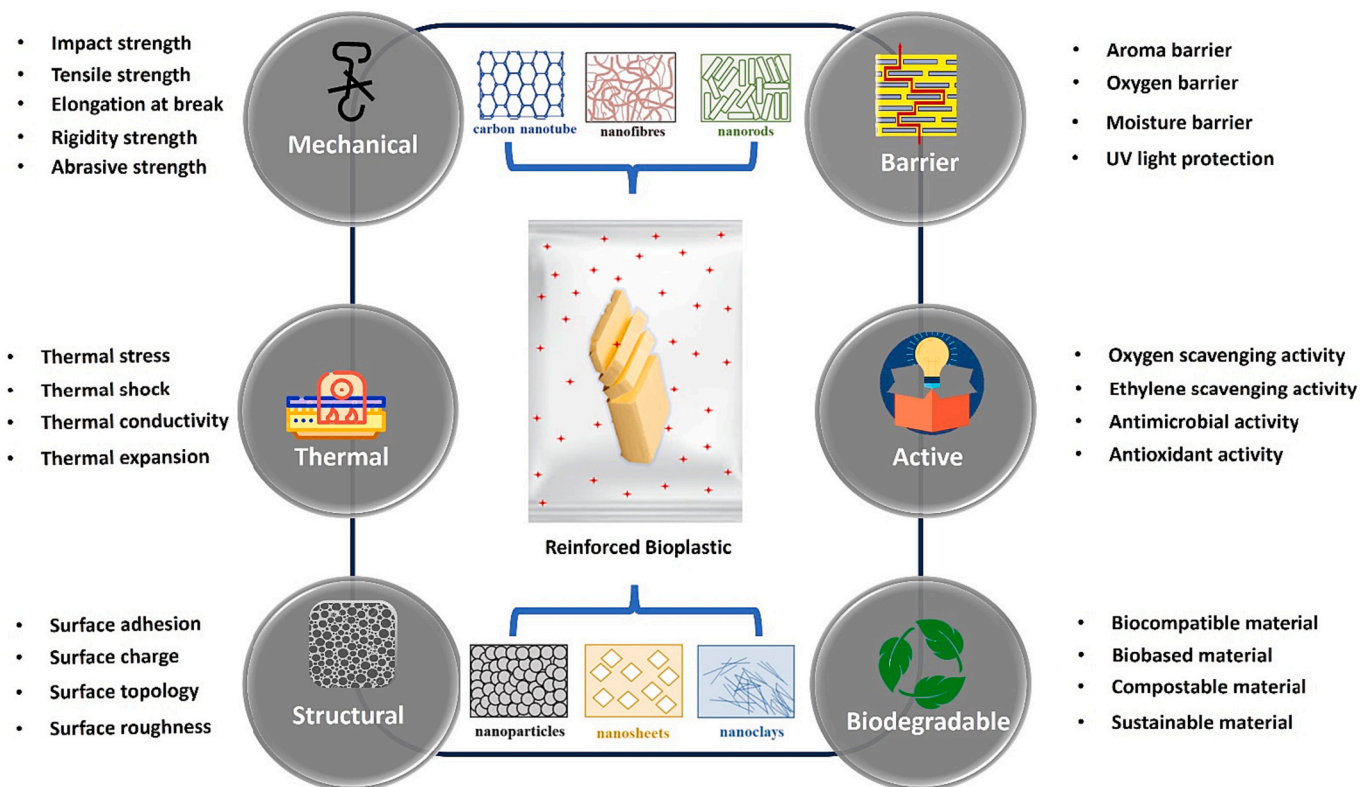 Impact strength
Tensile strength
Elongation at break
Rigidity strength
Abrasive strength
Mechanical
carbon nanotube
nanofibres
nanorods
Barrier
Aroma barrier
Oxygen barrier
Moisture barrier
UV light protection
Thermal stress
Thermal shock
Thermal conductivity
Thermal expansion
Thermal
Reinforced Bioplastic
Active
Oxygen scavenging activity
Ethylene scavenging activity
Antimicrobial activity
Antioxidant activity
Surface adhesion
Surface charge
Surface topology
Surface roughness
Structural
nanoparticles
nanosheets
nanoclays
Biodegradable
Biocompatible material
Biobased material
Compostable material
Sustainable material